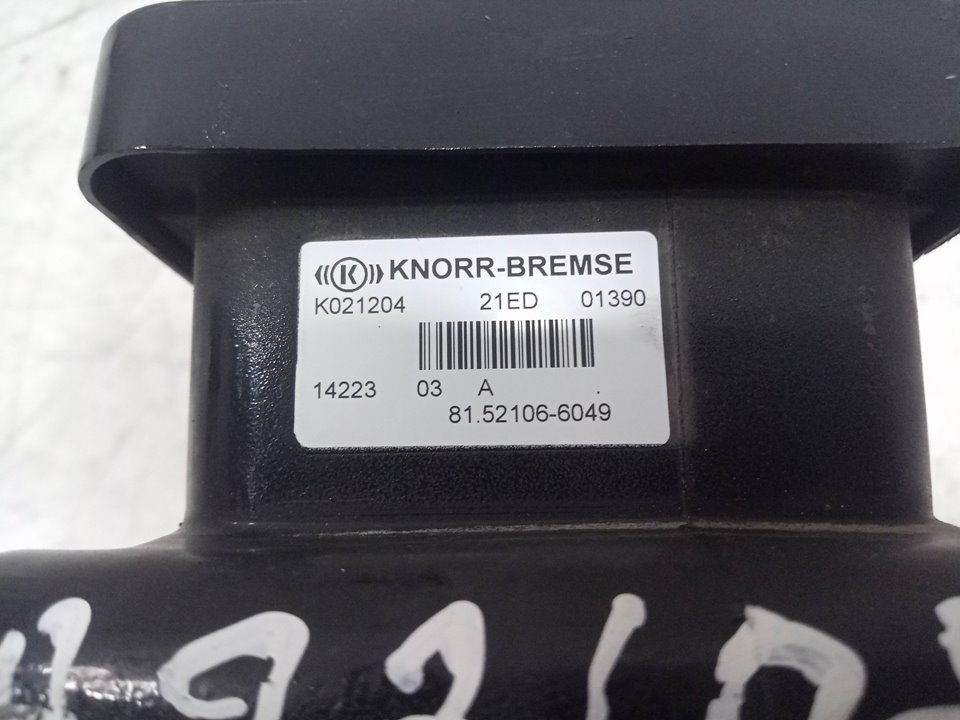 K KNORR-BREMSE
K021204 21ED 01390
14223 03 A .
81.52106-6049